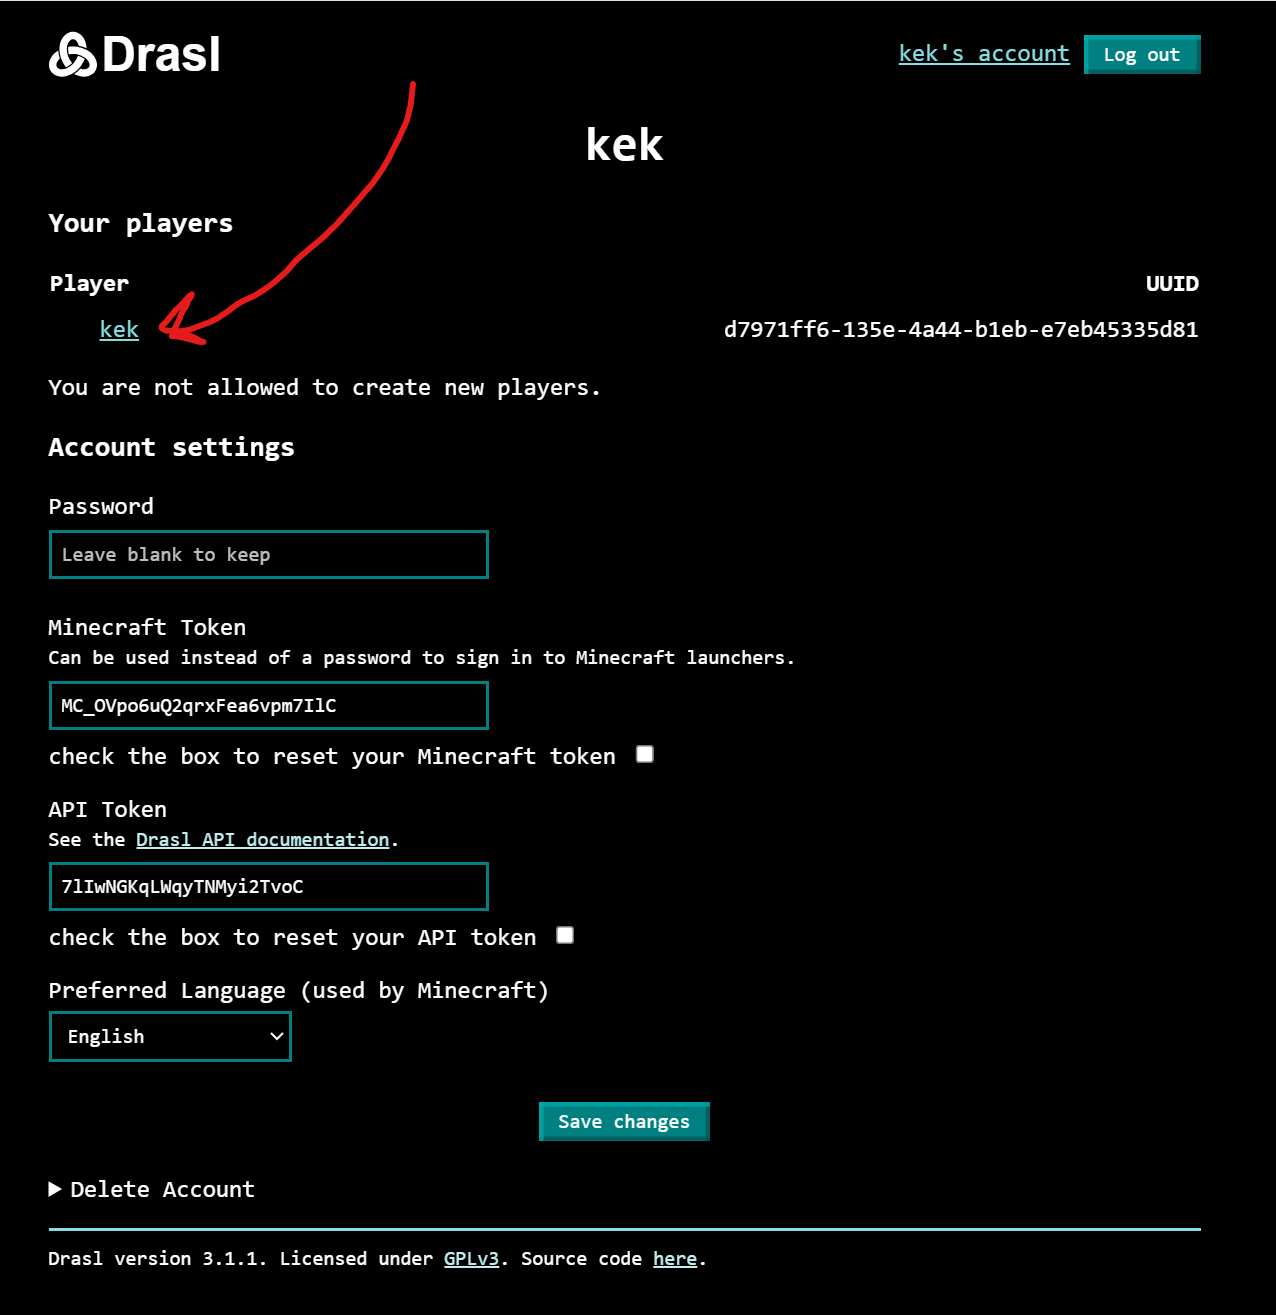 Drasl
kek's account
Log out
kek
Your players
Player
UUID
kek
d7971ff6-135e-4a44-b1eb-e7eb45335d81
You are not allowed to create new players.
Account settings
Password
Leave blank to keep
Minecraft Token
Can be used instead of a password to sign in to Minecraft launchers.
MC_OVpo6uQ2qrxFea6vpm7IlC
check the box to reset your Minecraft token
API Token
See the Drasl API documentation.
7lIwNGKqLWqyTNMyi2TvoC
check the box to reset your API token
Preferred Language (used by Minecraft)
English
Save changes
Delete Account
Drasl version 3.1.1. Licensed under GPLv3. Source code here.